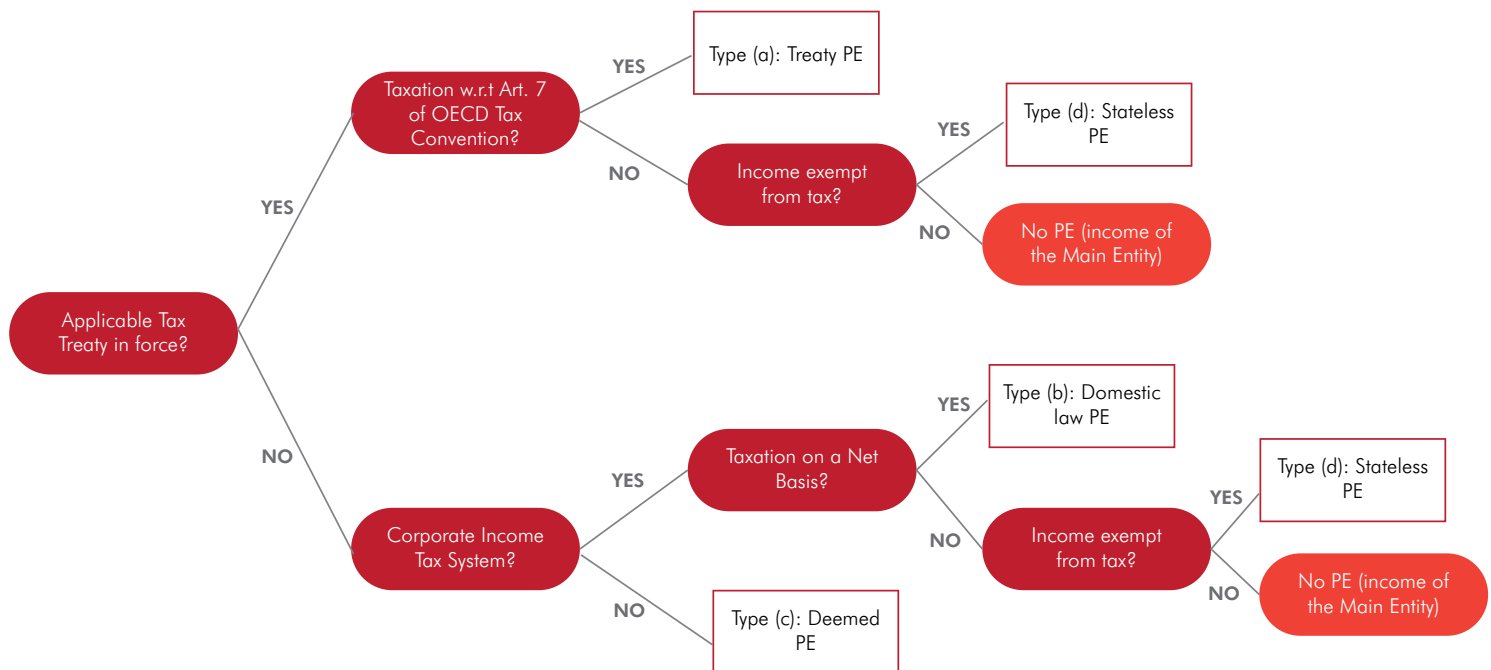 Type (a): Treaty PE
YES
Taxation w.r.t Art. 7
of OECD Tax
Convention?
Type (d): Stateless
PE
YES
NO
Income exempt
from tax?
YES
NO
No PE (income of
the Main Entity)
Applicable Tax
Treaty in force?
Type (b): Domestic
law PE
YES
NO
Taxation on a Net
Basis?
Type (d): Stateless
PE
YES
YES
Corporate Income
Tax System?
NO
Income exempt
from tax?
NO
Type (c): Deemed
PE
NO
No PE (income of
the Main Entity)